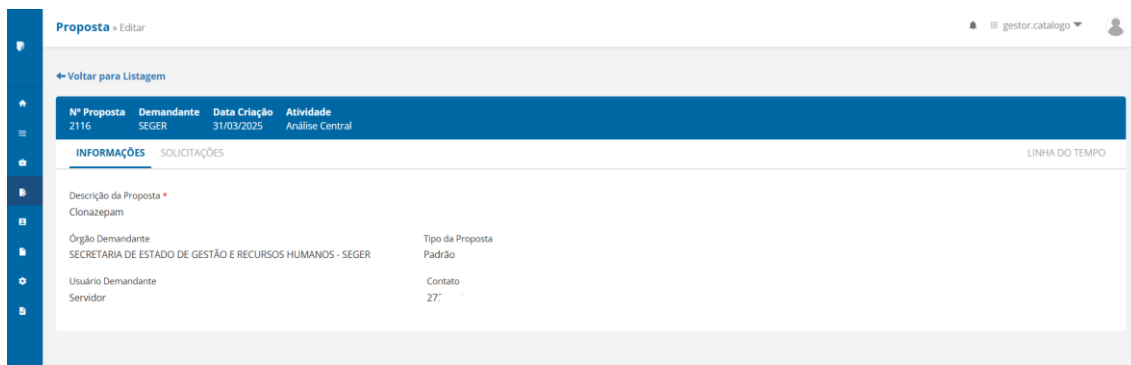 Proposta » Editar
gestor.catalogo
Voltar para Listagem
Nº Proposta Demandante Data Criação Atividade
2116 SEGER 31/03/2025 Análise Central
INFORMAÇÕES SOLICITAÇÕES LINHA DO TEMPO
Descrição da Proposta *
Clonazepam
Órgão Demandante Tipo da Proposta
SECRETARIA DE ESTADO DE GESTÃO E RECURSOS HUMANOS - SEGER Padrão
Usuário Demandante Contato
Servidor 27